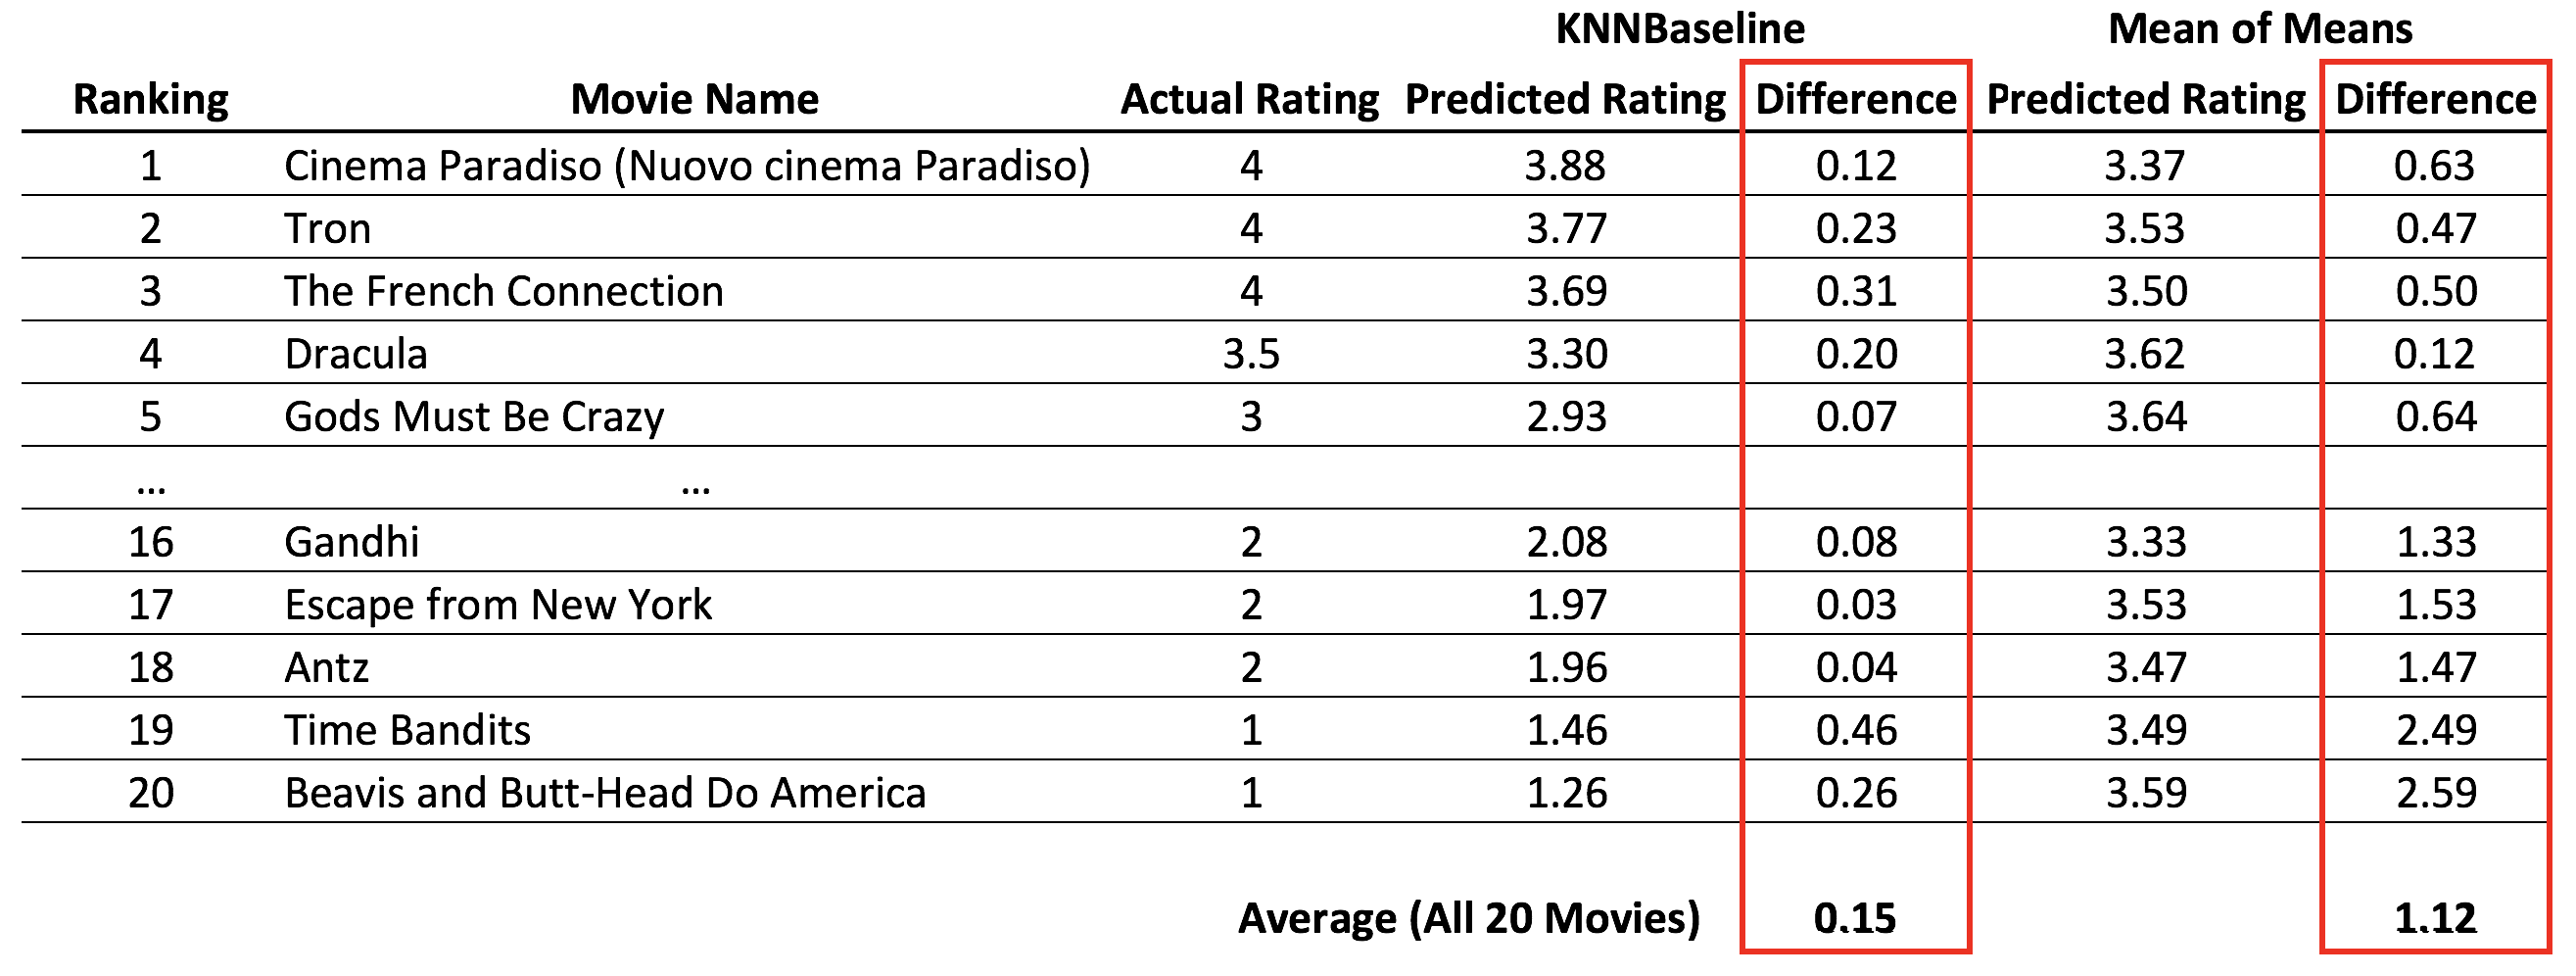 KNNBaseline Mean of Means
Ranking Movie Name Actual Rating Predicted Rating Difference Predicted Rating Difference
1 Cinema Paradiso (Nuovo cinema Paradiso) 4 3.88 0.12 3.37 0.63
2 Tron 4 3.77 0.23 3.53 0.47
3 The French Connection 4 3.69 0.31 3.50 0.50
4 Dracula 3.5 3.30 0.20 3.62 0.12
5 Gods Must Be Crazy 3 2.93 0.07 3.64 0.64
... ...
16 Gandhi 2 2.08 0.08 3.33 1.33
17 Escape from New York 2 1.97 0.03 3.53 1.53
18 Antz 2 1.96 0.04 3.47 1.47
19 Time Bandits 1 1.46 0.46 3.49 2.49
20 Beavis and Butt-Head Do America 1 1.26 0.26 3.59 2.59
Average (All 20 Movies) 0.15 1.12